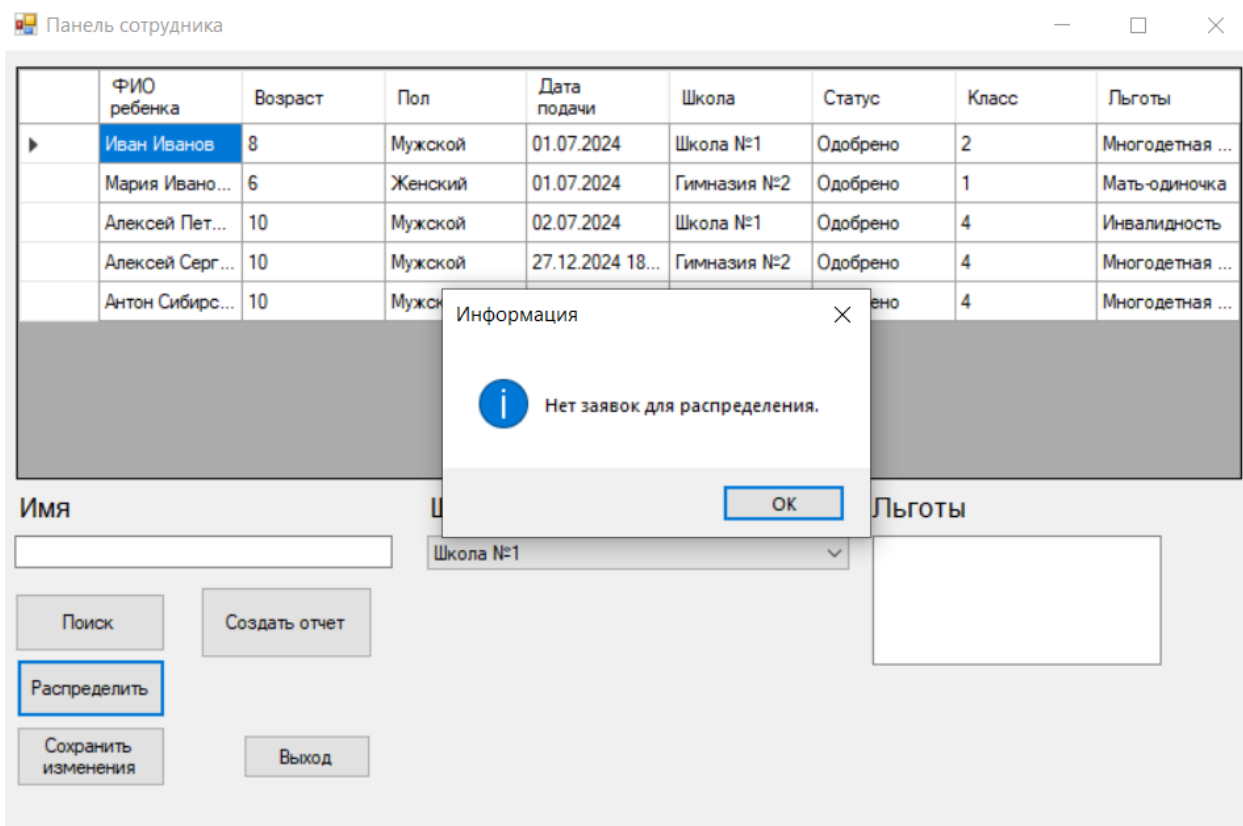 Панель сотрудника
ФИО ребенка Возраст Пол Дата подачи Школа Статус Класс Льготы
Иван Иванов 8 Мужской 01.07.2024 Школа №1 Одобрено 2 Многодетная ...
Мария Ивано... 6 Женский 01.07.2024 Гимназия №2 Одобрено 1 Мать-одиночка
Алексей Пет... 10 Мужской 02.07.2024 Школа №1 Одобрено 4 Инвалидность
Алексей Серг... 10 Мужской 27.12.2024 18... Гимназия №2 Одобрено 4 Многодетная ...
Антон Сибирс... 10 4 Многодетная ...
Информация
Нет заявок для распределения.
OK
Имя Льготы
Школа №1
Поиск Создать отчет
Распределить
Сохранить изменения Выход